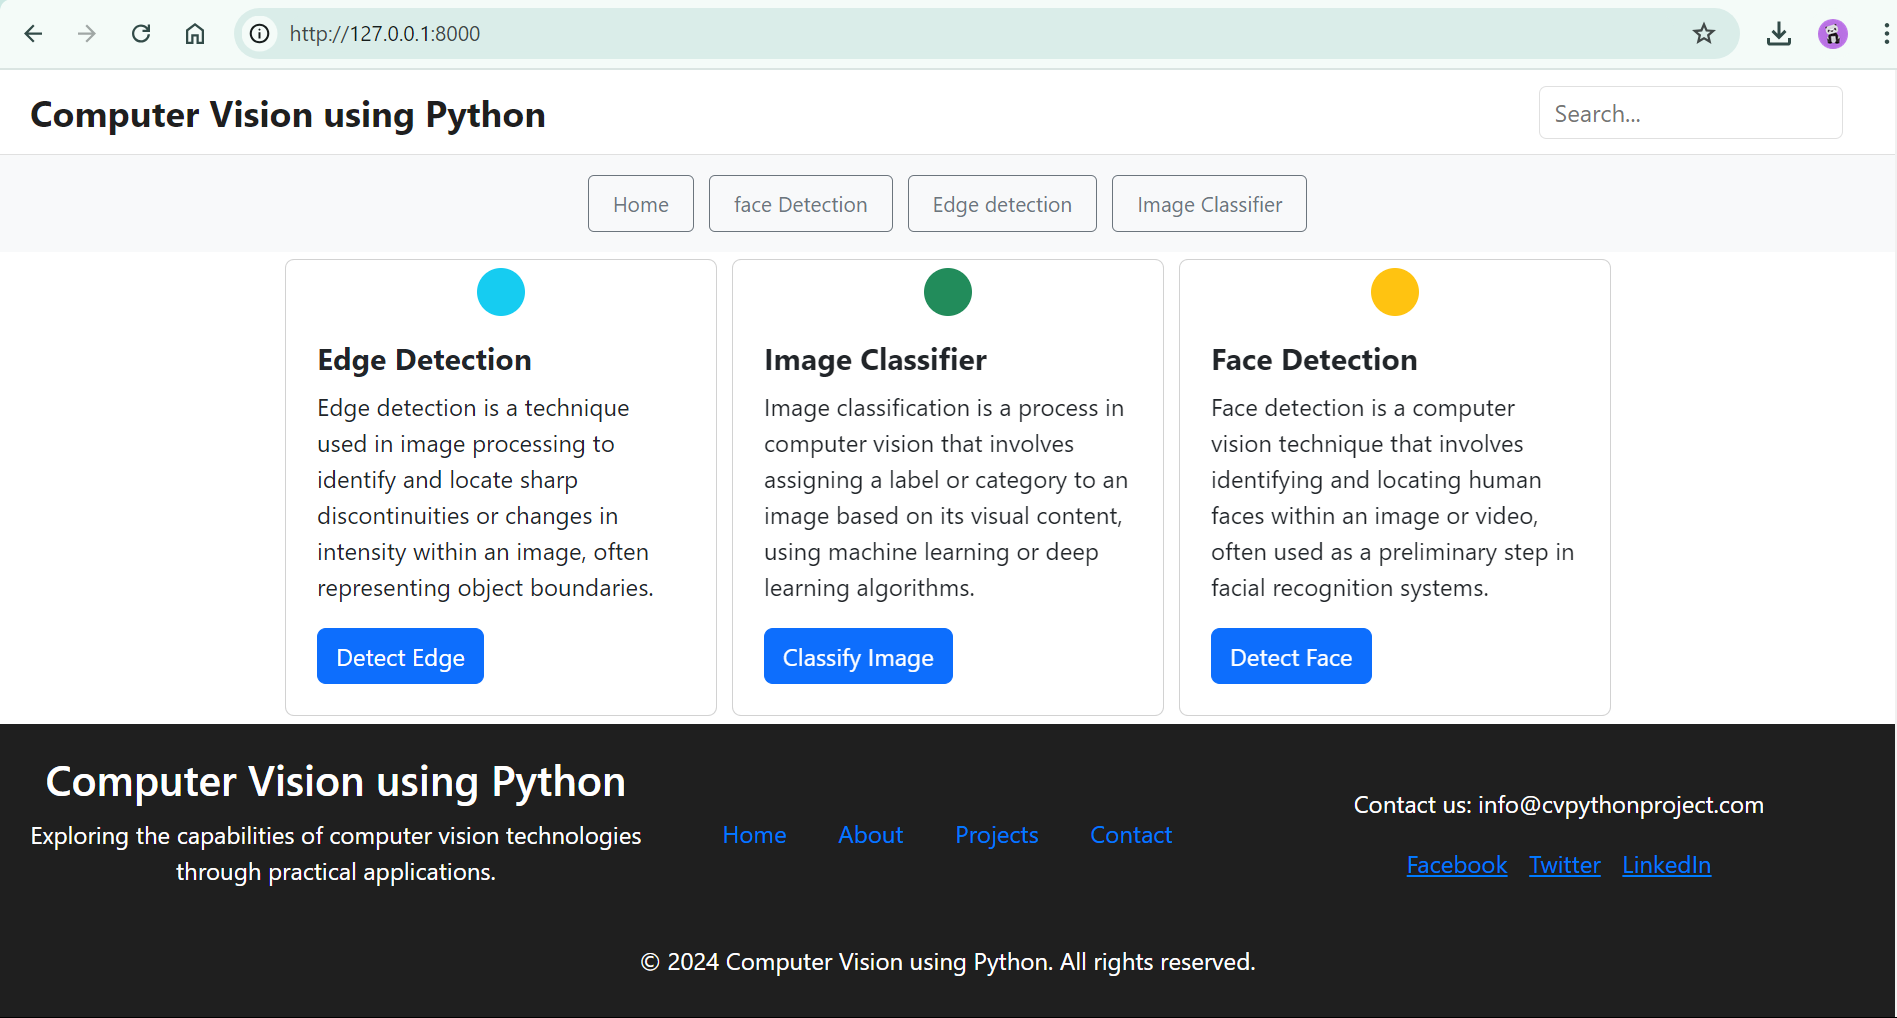 http://127.0.0.1:8000
Computer Vision using Python
Search...
Home
face Detection
Edge detection
Image Classifier
Edge Detection
Edge detection is a technique
used in image processing to
identify and locate sharp
discontinuities or changes in
intensity within an image, often
representing object boundaries.
Detect Edge
Image Classifier
Image classification is a process in
computer vision that involves
assigning a label or category to an
image based on its visual content,
using machine learning or deep
learning algorithms.
Classify Image
Face Detection
Face detection is a computer
vision technique that involves
identifying and locating human
faces within an image or video,
often used as a preliminary step in
facial recognition systems.
Detect Face
Computer Vision using Python
Exploring the capabilities of computer vision technologies
through practical applications.
Home About Projects Contact
Contact us: info@cvpythonproject.com
Facebook Twitter LinkedIn
© 2024 Computer Vision using Python. All rights reserved.